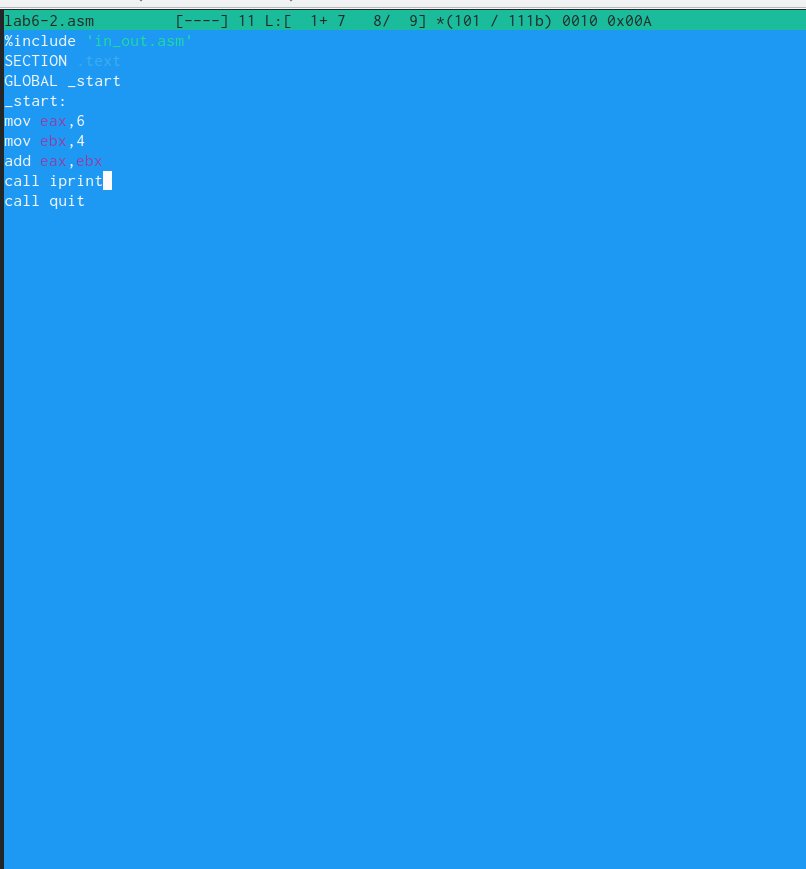 lab6-2.asm [----] 11 L:[ 1+ 7 8/ 9] *(101 / 111b) 0010 0x00A
%include 'in_out.asm'
SECTION .text
GLOBAL _start
_start:
mov eax,6
mov ebx,4
add eax,ebx
call iprint
call quit